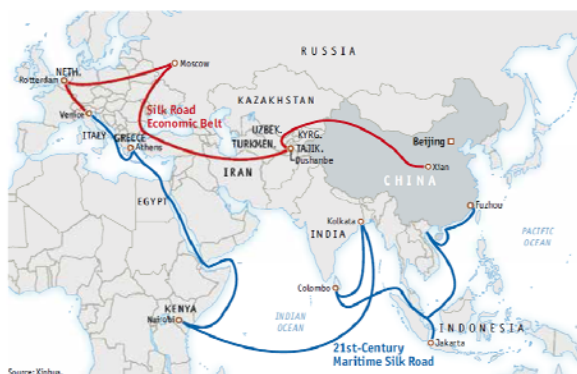 RUSSIA
NETH.
Rotterdam
Moscow
KAZAKHSTAN
Venice
Silk Road
Economic Belt
ITALY
GREECE
Athens
UZBEK.
KYRG.
TURKMEN.
TAJIK.
Dushanbe
Beijing
Xian
CHINA
IRAN
EGYPT
Fuzhou
Kolkata
INDIA
PACIFIC
OCEAN
Colombo
KENYA
Nairobi
INDIAN
OCEAN
INDONESIA
Jakarta
21st-Century
Maritime Silk Road
Source: Xinhua